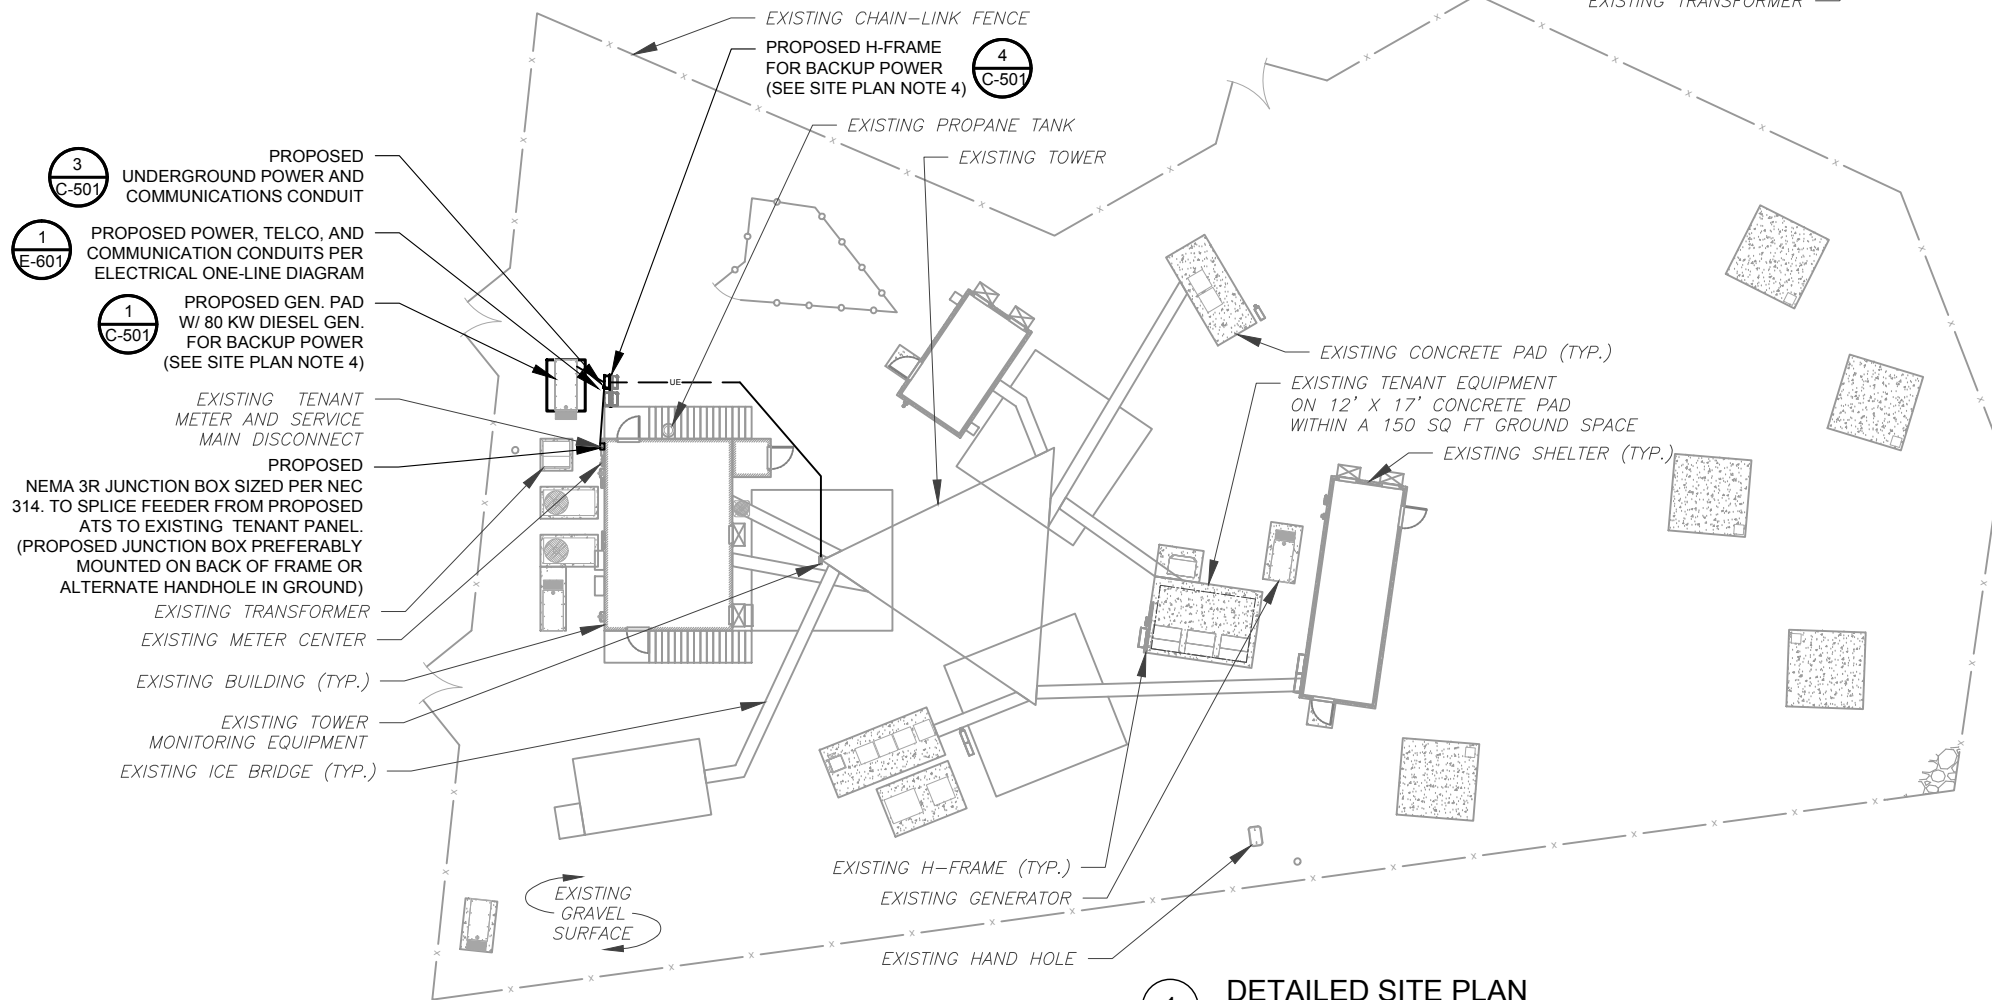 EXISTING CHAIN-LINK FENCE
EXISTING TRANSFORMER
PROPOSED H-FRAME
FOR BACKUP POWER
(SEE SITE PLAN NOTE 4)
4
C-501
EXISTING PROPANE TANK
EXISTING TOWER
3
C-501
PROPOSED
UNDERGROUND POWER AND
COMMUNICATIONS CONDUIT
1
E-601
PROPOSED POWER, TELCO, AND
COMMUNICATION CONDUITS PER
ELECTRICAL ONE-LINE DIAGRAM
1
C-501
PROPOSED GEN. PAD
W/ 80 KW DIESEL GEN.
FOR BACKUP POWER
(SEE SITE PLAN NOTE 4)
UE
EXISTING TENANT
METER AND SERVICE
MAIN DISCONNECT
PROPOSED
NEMA 3R JUNCTION BOX SIZED PER NEC
314. TO SPLICE FEEDER FROM PROPOSED
ATS TO EXISTING TENANT PANEL.
(PROPOSED JUNCTION BOX PREFERABLY
MOUNTED ON BACK OF FRAME OR
ALTERNATE HANDHOLE IN GROUND)
EXISTING TRANSFORMER
EXISTING METER CENTER
EXISTING BUILDING (TYP.)
EXISTING TOWER
MONITORING EQUIPMENT
EXISTING ICE BRIDGE (TYP.)
EXISTING CONCRETE PAD (TYP.)
EXISTING TENANT EQUIPMENT
ON 12' X 17' CONCRETE PAD
WITHIN A 150 SQ FT GROUND SPACE
EXISTING SHELTER (TYP.)
EXISTING H-FRAME (TYP.)
EXISTING GENERATOR
EXISTING HAND HOLE
EXISTING
GRAVEL
SURFACE
DETAILED SITE PLAN